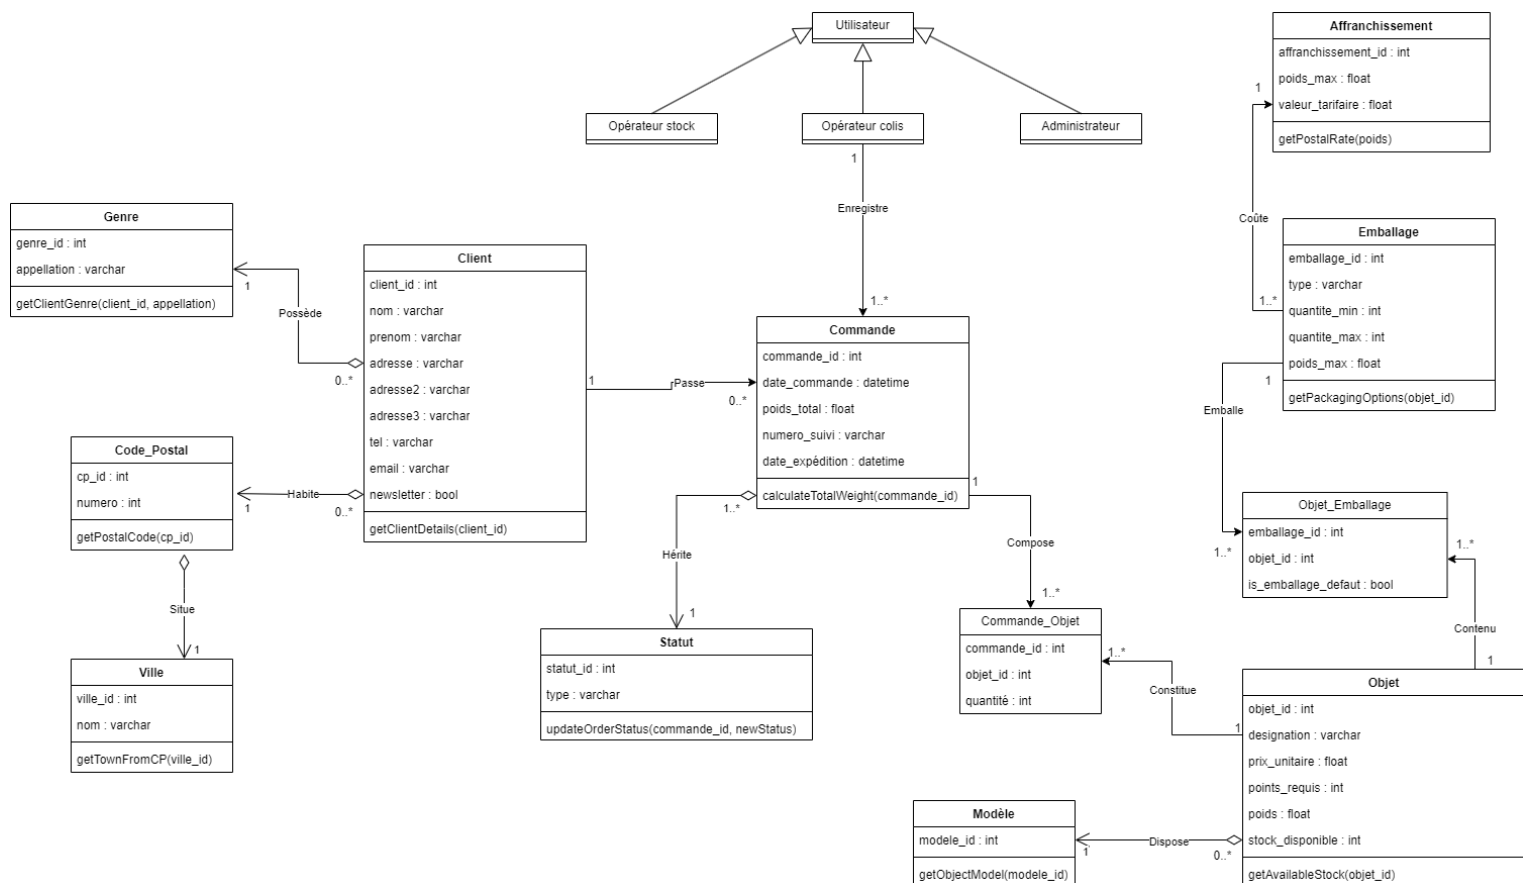 Utilisateur
Opérateur stock
Opérateur colis
Administrateur
1
Enregistre
1..*
Affranchissement
affranchissement_id : int
poids_max : float
valeur_tarifaire : float
getPostalRate(poids)
1
Coûte
1..*
Emballage
emballage_id : int
type : varchar
quantite_min : int
quantite_max : int
poids_max : float
getPackagingOptions(objet_id)
1
Emballe
1..*
Genre
genre_id : int
appellation : varchar
getClientGenre(client_id, appellation)
1
Possède
0..*
Client
client_id : int
nom : varchar
prenom : varchar
adresse : varchar
adresse2 : varchar
adresse3 : varchar
tel : varchar
email : varchar
newsletter : bool
getClientDetails(client_id)
1
Passe
0..*
Commande
commande_id : int
date_commande : datetime
poids_total : float
numero_suivi : varchar
date_expédition : datetime
calculateTotalWeight(commande_id)
1
Compose
1..*
1..*
Hérite
1
Code_Postal
cp_id : int
numero : int
getPostalCode(cp_id)
1
Habite
0..*
Situe
1
Ville
ville_id : int
nom : varchar
getTownFromCP(ville_id)
Statut
statut_id : int
type : varchar
updateOrderStatus(commande_id, newStatus)
Commande_Objet
commande_id : int
objet_id : int
quantité : int
1..*
Constitue
1
Objet_Emballage
emballage_id : int
objet_id : int
is_emballage_defaut : bool
1..*
Contenu
1
Objet
objet_id : int
designation : varchar
prix_unitaire : float
points_requis : int
poids : float
stock_disponible : int
getAvailableStock(objet_id)
Modèle
modele_id : int
getObjectModel(modele_id)
1
Dispose
0..*